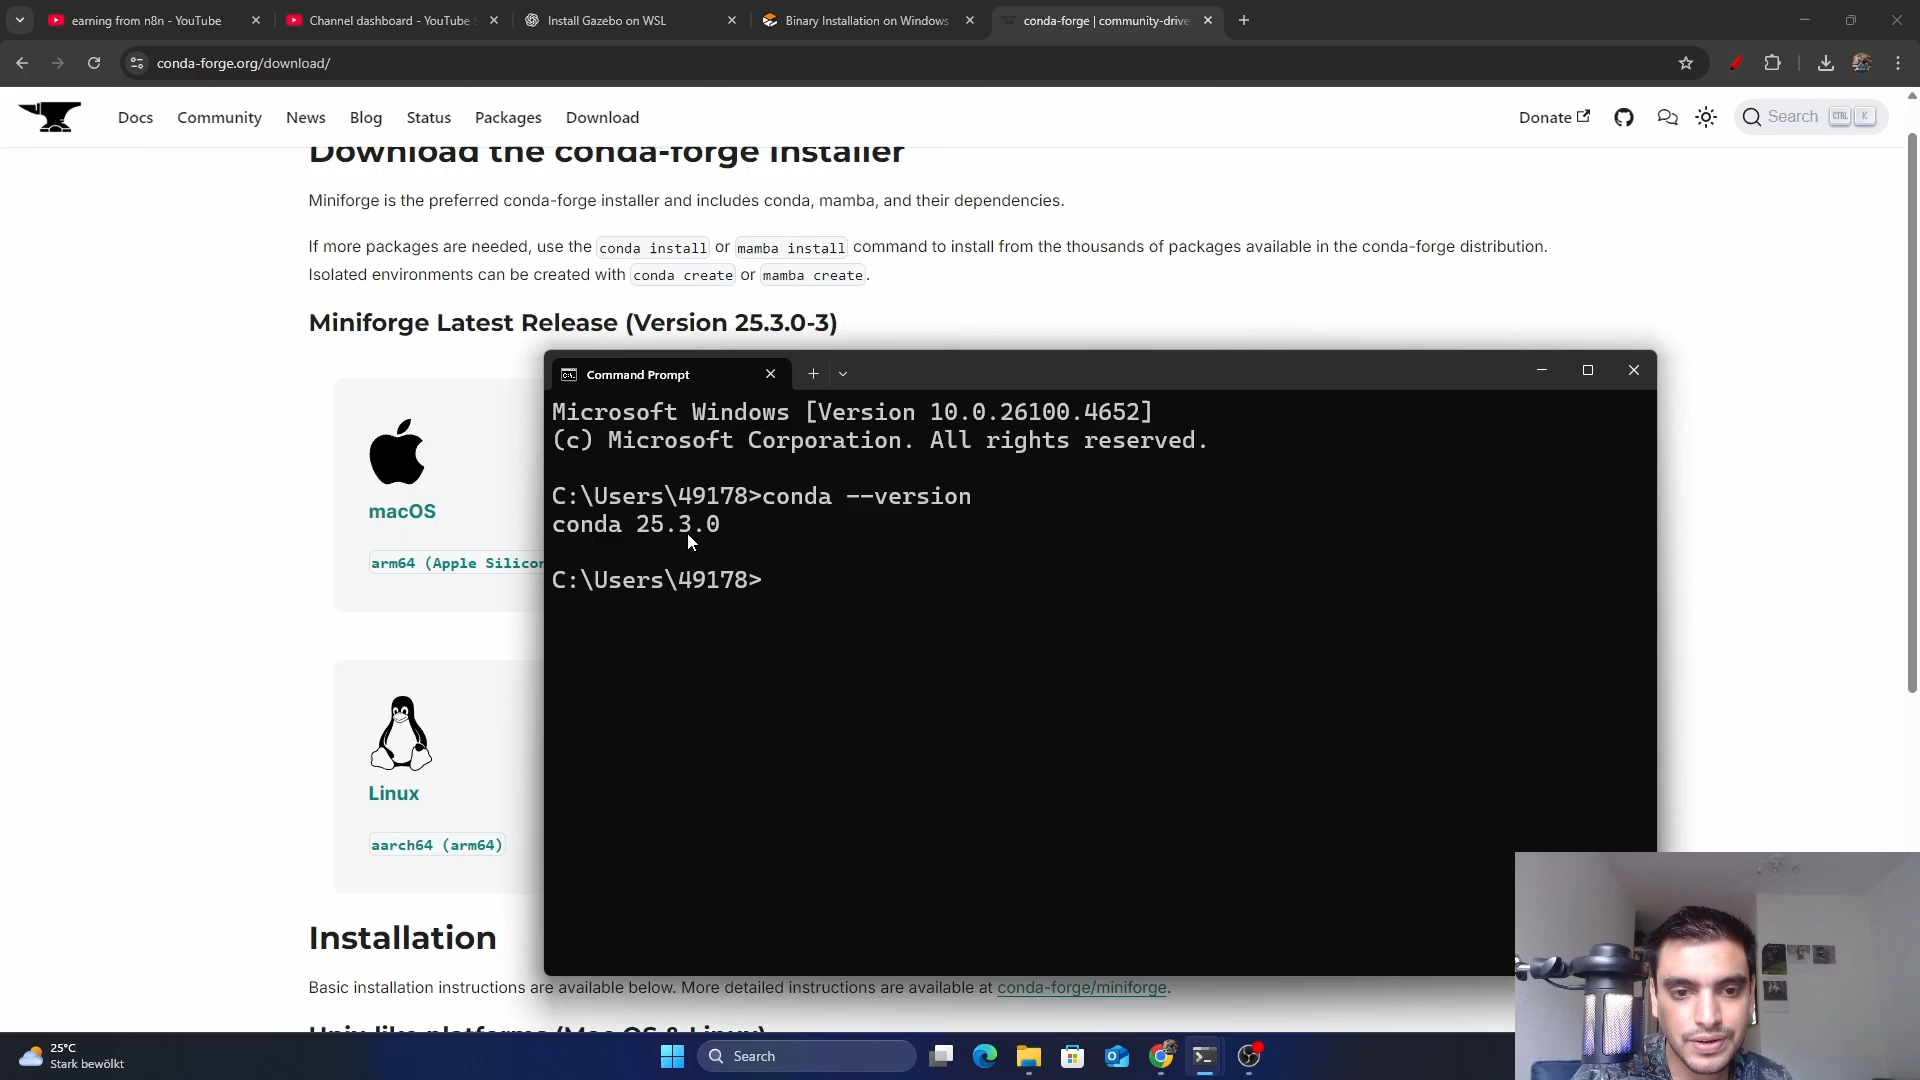 earning from n8n - YouTube
Channel dashboard - YouTube
Install Gazebo on WSL
Binary Installation on Windows
conda-forge | community-drive
conda-forge.org/download/
Docs
Community
News
Blog
Status
Packages
Download
Donate
Search
CTRL
K
Download the conda-forge installer
Miniforge is the preferred conda-forge installer and includes conda, mamba, and their dependencies.
If more packages are needed, use the conda install or mamba install command to install from the thousands of packages available in the conda-forge distribution.
Isolated environments can be created with conda create or mamba create.
Miniforge Latest Release (Version 25.3.0-3)
macOS
arm64 (Apple Silicon
Linux
aarch64 (arm64)
Command Prompt
Microsoft Windows [Version 10.0.26100.4652]
(c) Microsoft Corporation. All rights reserved.
C:\Users\49178>conda --version
conda 25.3.0
C:\Users\49178>
Installation
Basic installation instructions are available below. More detailed instructions are available at conda-forge/miniforge.
Unix-like platforms (Mac OS & Linux)
25°C
Stark bewölkt
Search